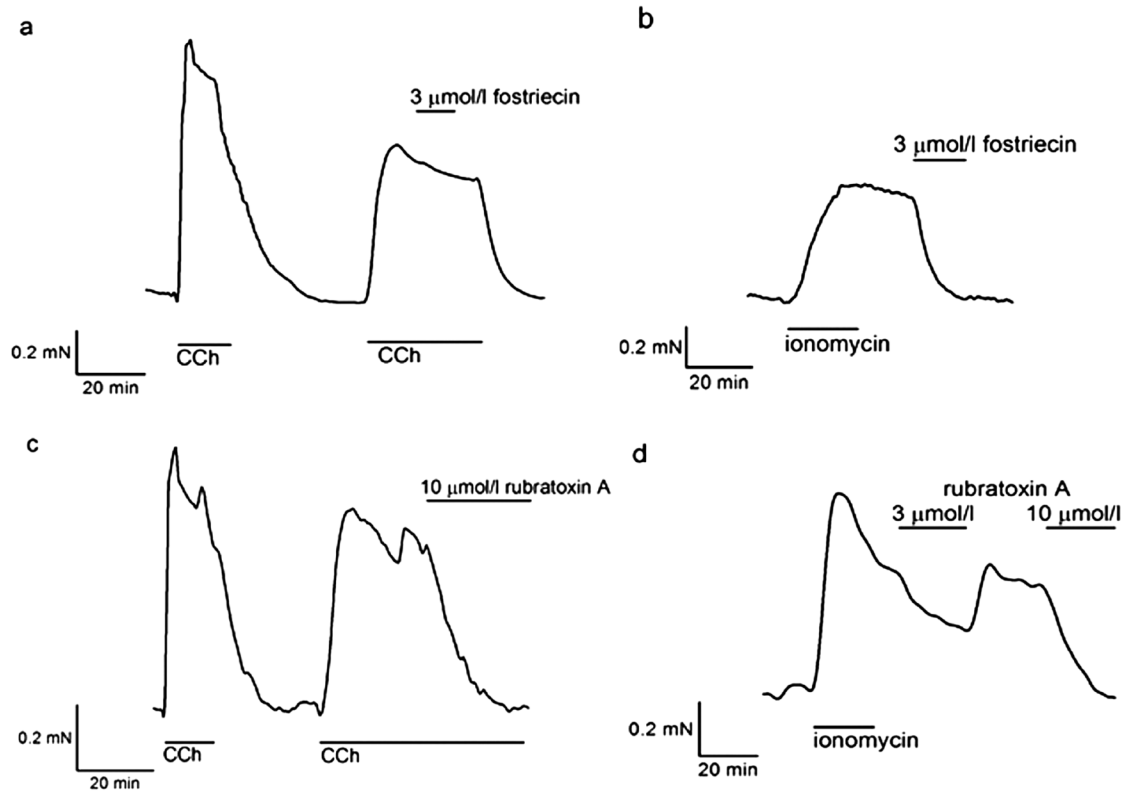 a
3 μmol/l fostriecin
0.2 mN
20 min
CCh
CCh
b
3 μmol/l fostriecin
0.2 mN
20 min
ionomycin
c
10 μmol/l rubratoxin A
0.2 mN
20 min
CCh
CCh
d
rubratoxin A
3 μmol/l
10 μmol/l
0.2 mN
20 min
ionomycin